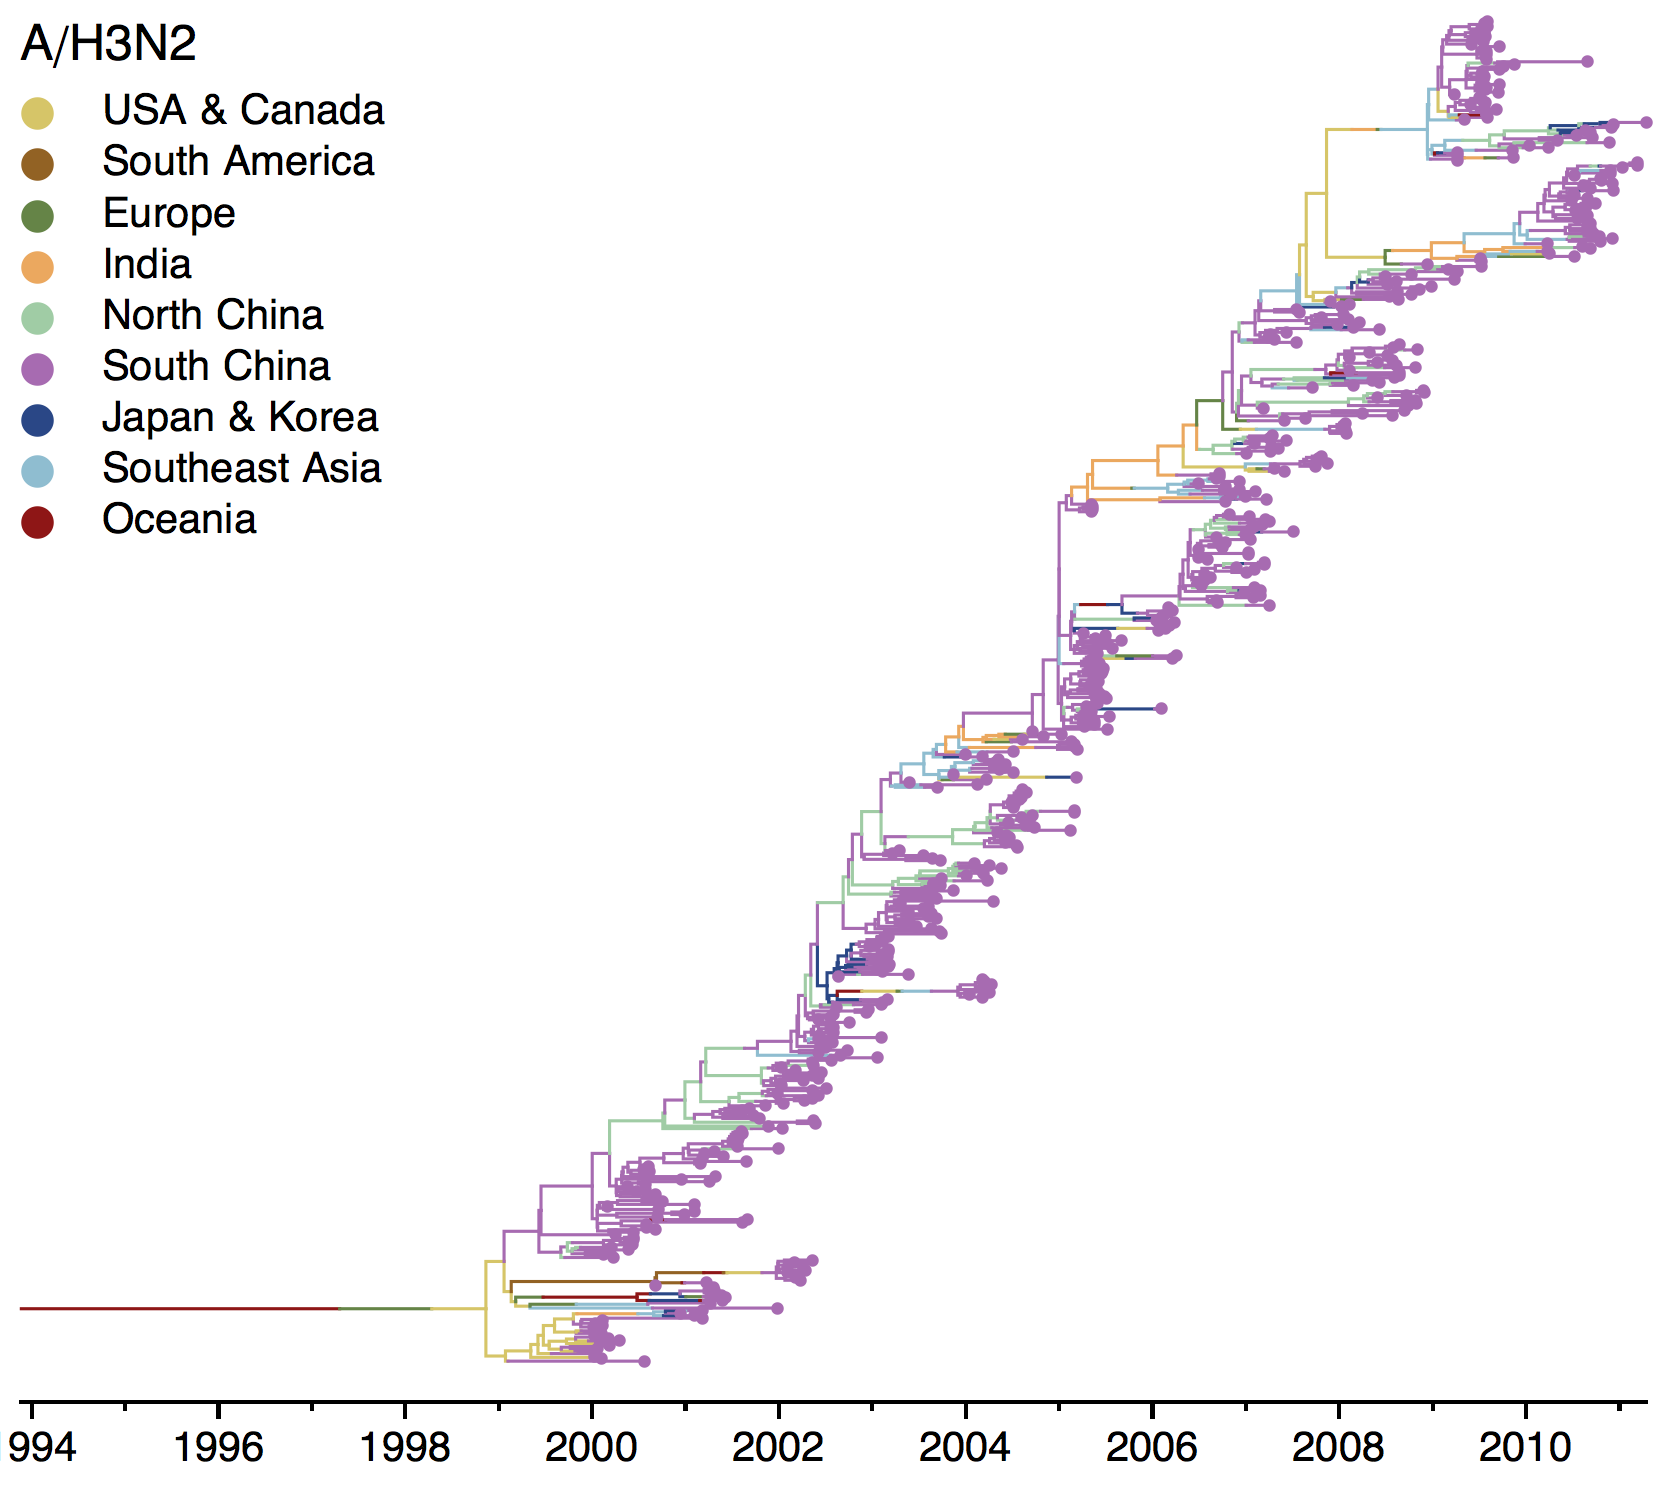 A/H3N2
USA & Canada
South America
Europe
India
North China
South China
Japan & Korea
Southeast Asia
Oceania
994 1996 1998 2000 2002 2004 2006 2008 2010